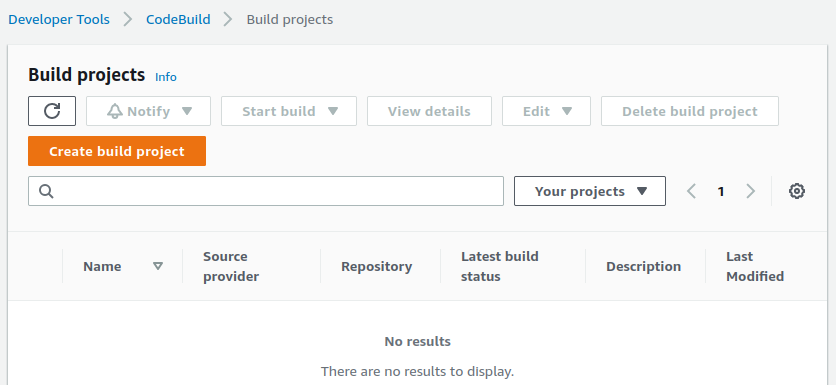 Developer Tools > CodeBuild > Build projects
Build projects Info
Notify Start build View details Edit Delete build project
Create build project
Your projects 1
Name Source provider Repository Latest build status Description Last Modified
No results
There are no results to display.